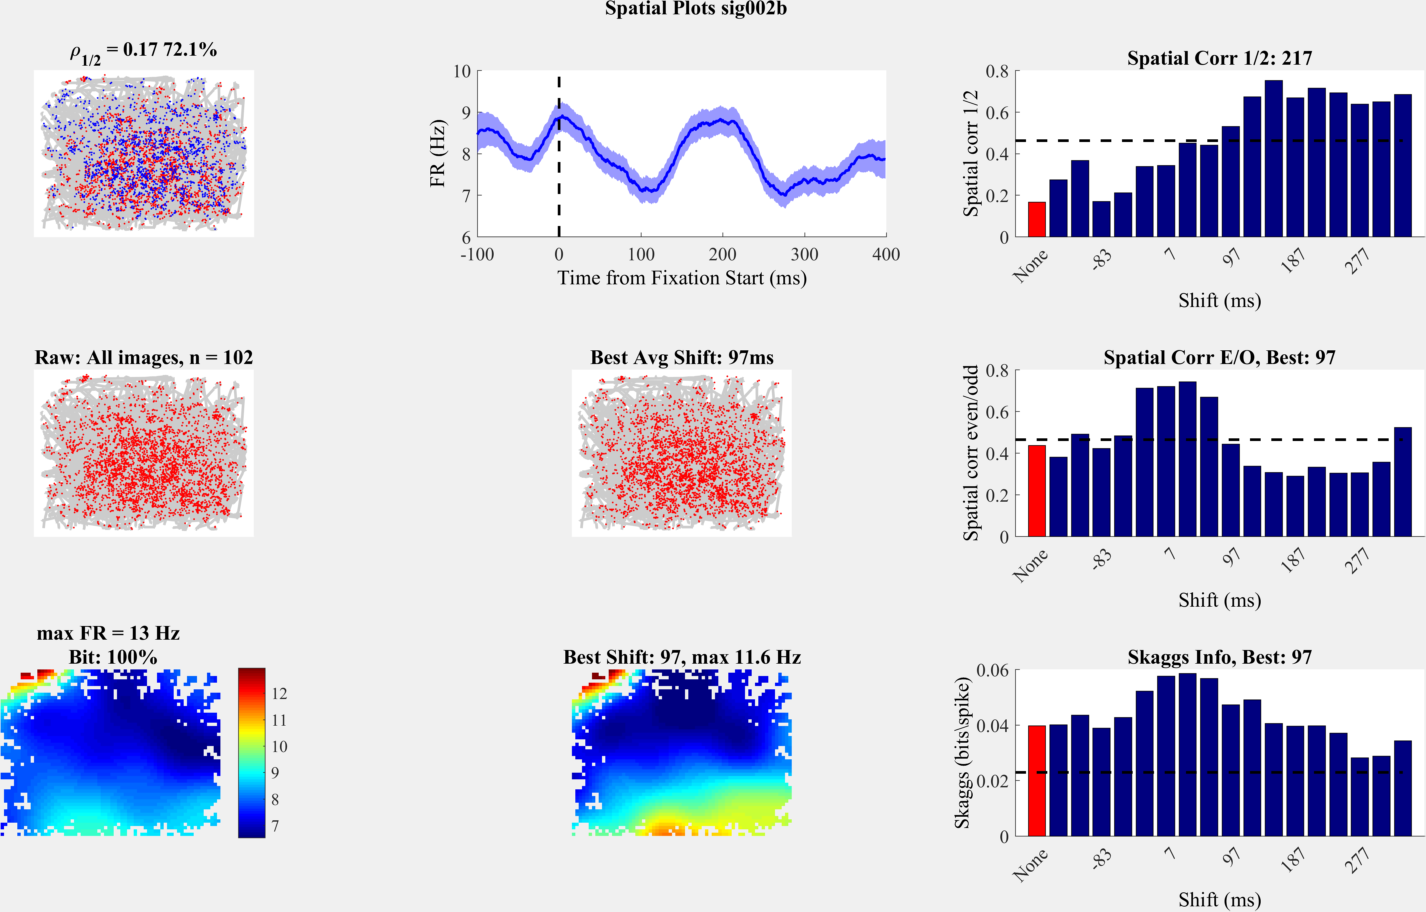 Spatial Plots sig002b
ρ1/2 = 0.17 72.1%
10
9
8
7
6
FR (Hz)
-100
0
100
200
300
400
Time from Fixation Start (ms)
Spatial Corr 1/2: 217
0.8
0.6
0.4
0.2
0
Spatial corr 1/2
None
-83
7
97
187
277
Shift (ms)
Raw: All images, n = 102
Best Avg Shift: 97ms
Spatial Corr E/O, Best: 97
0.8
0.6
0.4
0.2
0
Spatial corr even/odd
None
-83
7
97
187
277
Shift (ms)
max FR = 13 Hz
Bit: 100%
12
11
10
9
8
7
Best Shift: 97, max 11.6 Hz
Skaggs Info, Best: 97
0.06
0.04
0.02
0
Skaggs (bits\spike)
None
-83
7
97
187
277
Shift (ms)